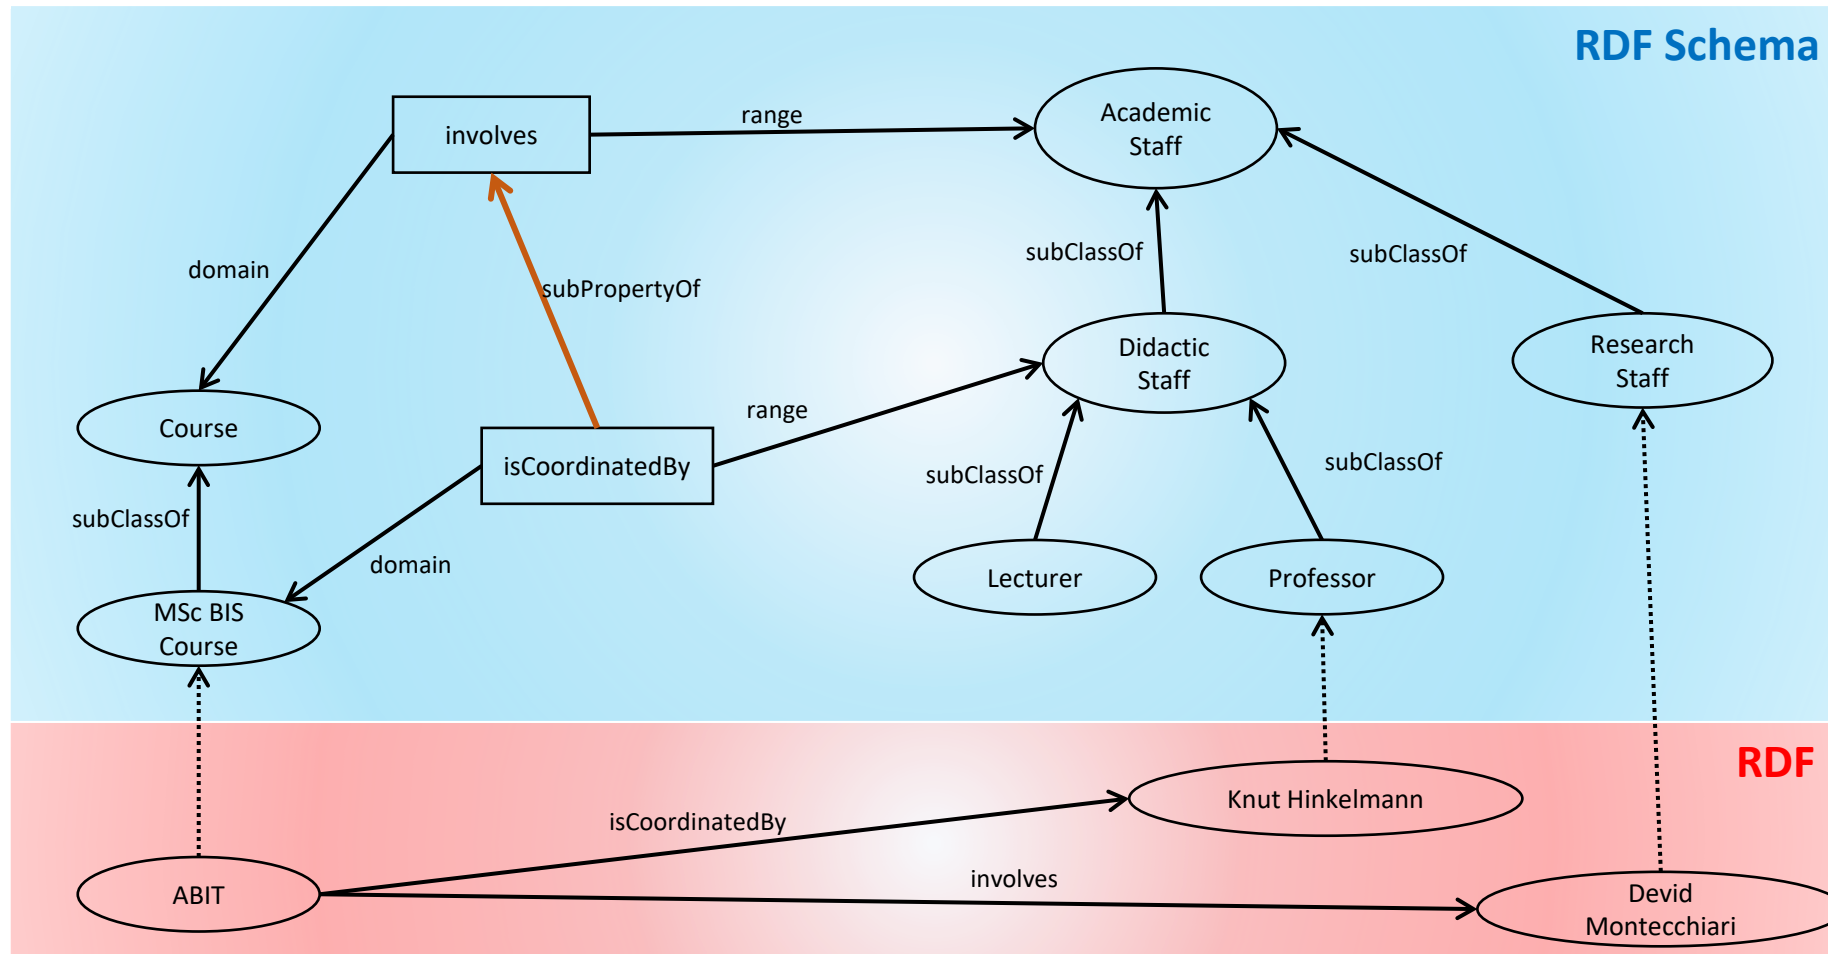 RDF Schema
involves
range
Academic
Staff
domain
subPropertyOf
subClassOf
subClassOf
Course
isCoordinatedBy
range
Didactic
Staff
Research
Staff
subClassOf
domain
subClassOf
subClassOf
MSc BIS
Course
Lecturer
Professor
RDF
Knut Hinkelmann
isCoordinatedBy
ABIT
involves
Devid
Montecchiari